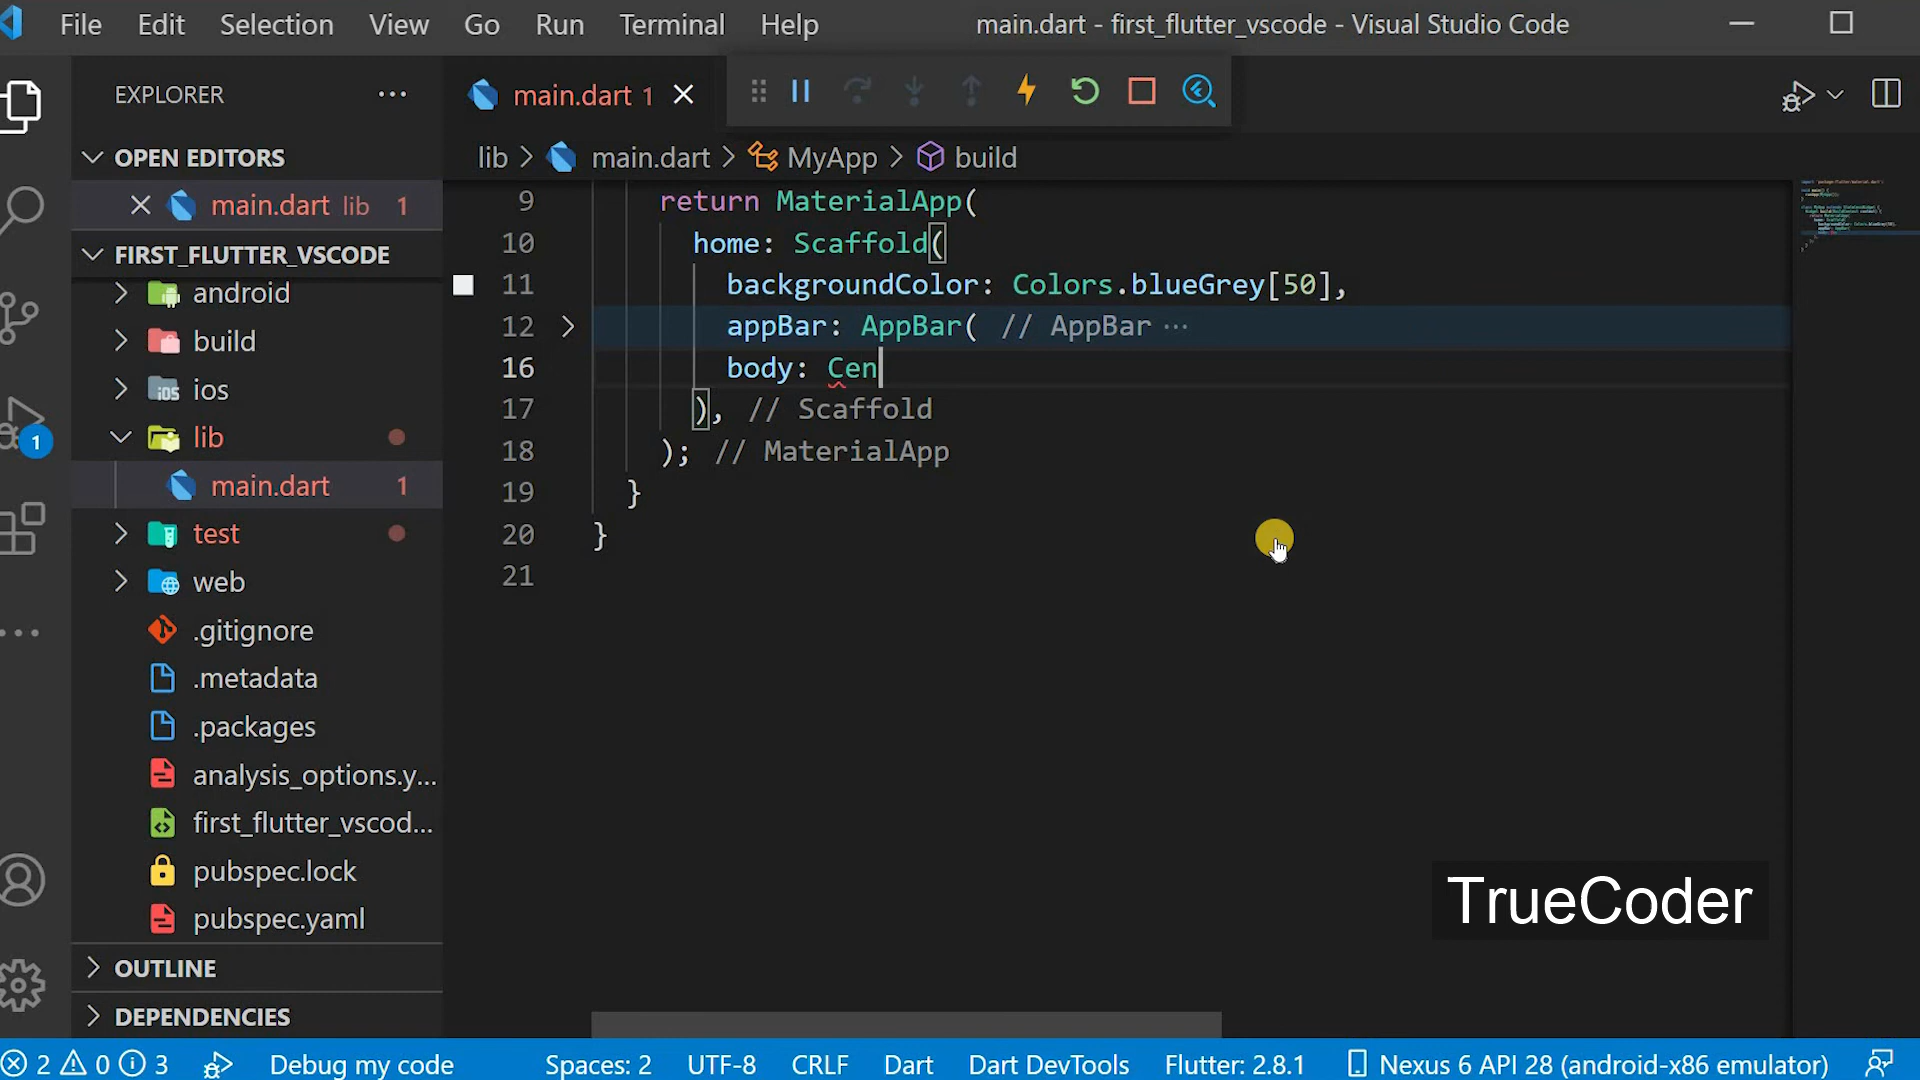 File Edit Selection View Go Run Terminal Help main.dart - first_flutter_vscode - Visual Studio Code
EXPLORER ...
main.dart 1
OPEN EDITORS
main.dart lib 1
FIRST_FLUTTER_VSCODE
android
build
ios
lib
main.dart 1
test
web
.gitignore
.metadata
.packages
analysis_options.y...
first_flutter_vscod...
pubspec.lock
pubspec.yaml
OUTLINE
DEPENDENCIES
1
lib > main.dart > MyApp > build
9 return MaterialApp(
10 home: Scaffold(
11 backgroundColor: Colors.blueGrey[50],
12 appBar: AppBar( // AppBar ...
16 body: Cen
17 ), // Scaffold
18 ); // MaterialApp
19 }
20 }
21
TrueCoder
2 0 3 Debug my code Spaces: 2 UTF-8 CRLF Dart Dart DevTools Flutter: 2.8.1 Nexus 6 API 28 (android-x86 emulator)